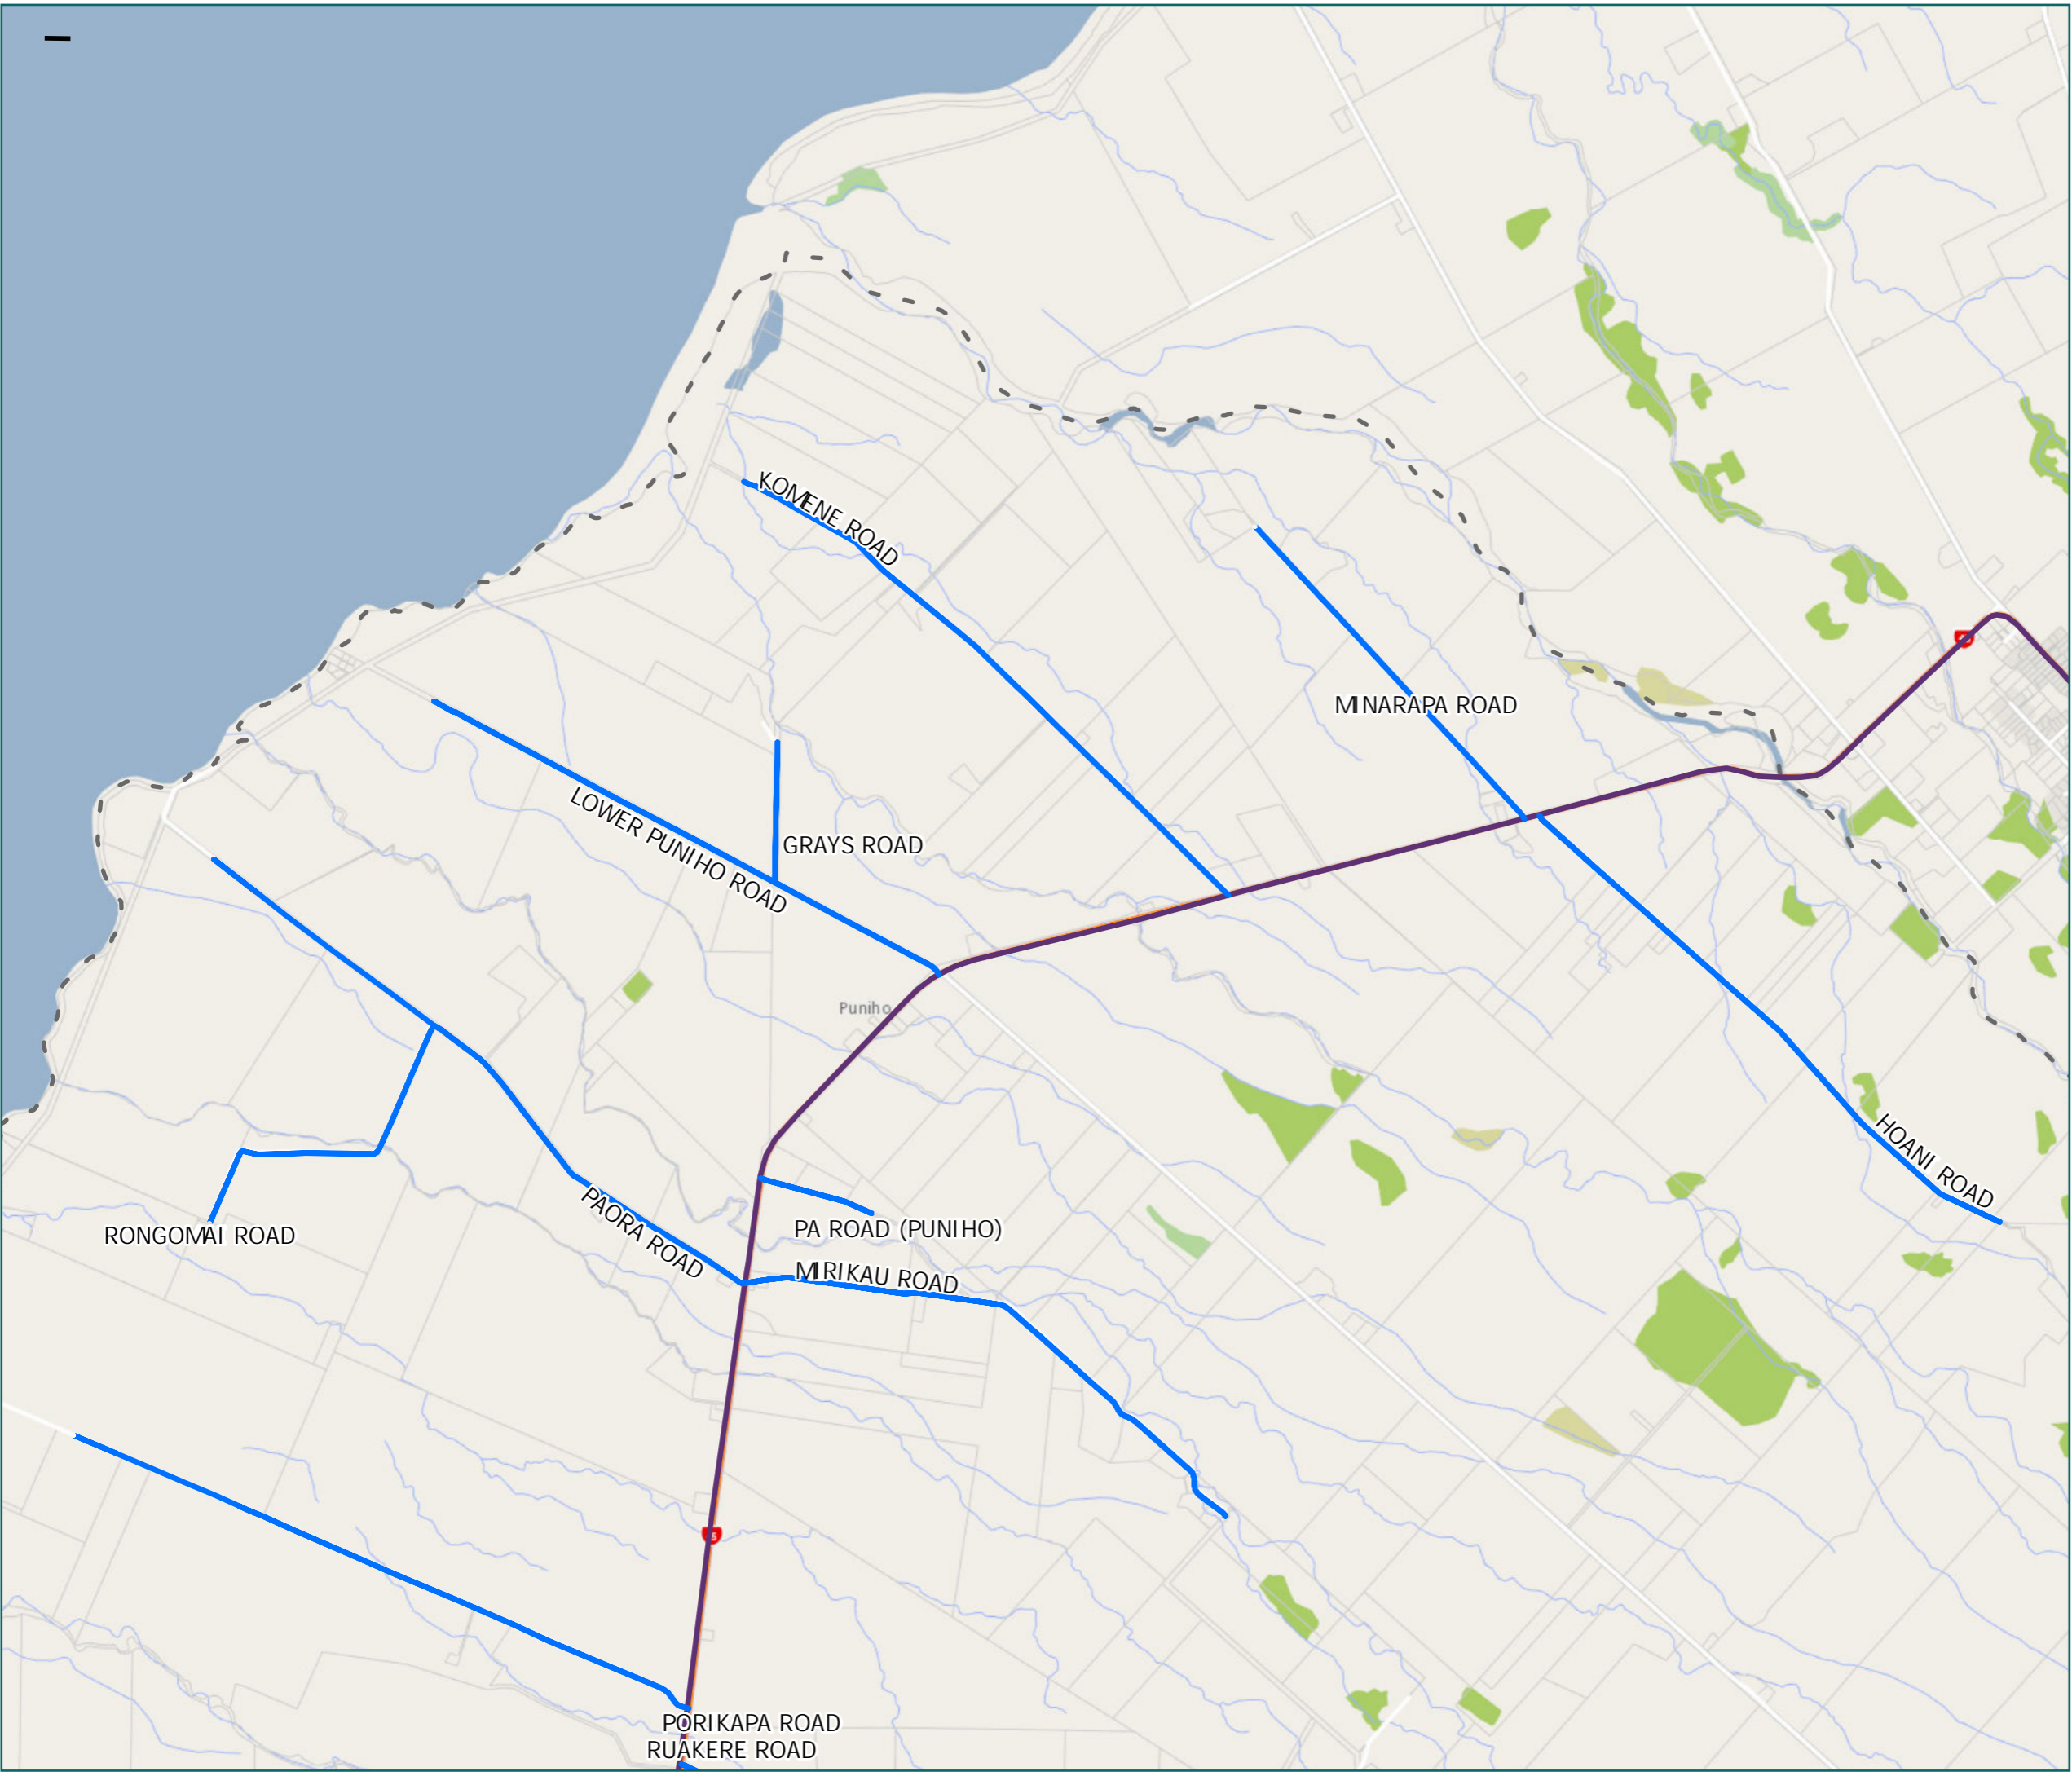 KOMENE ROAD
MINARAPA ROAD
LOWER PUNIHO ROAD
GRAYS ROAD
Puniho
HOANI ROAD
RONGOMAI ROAD
PAORA ROAD
PA ROAD (PUNIHO)
MIRIKAU ROAD
PORIKAPA ROAD
RUAKERE ROAD